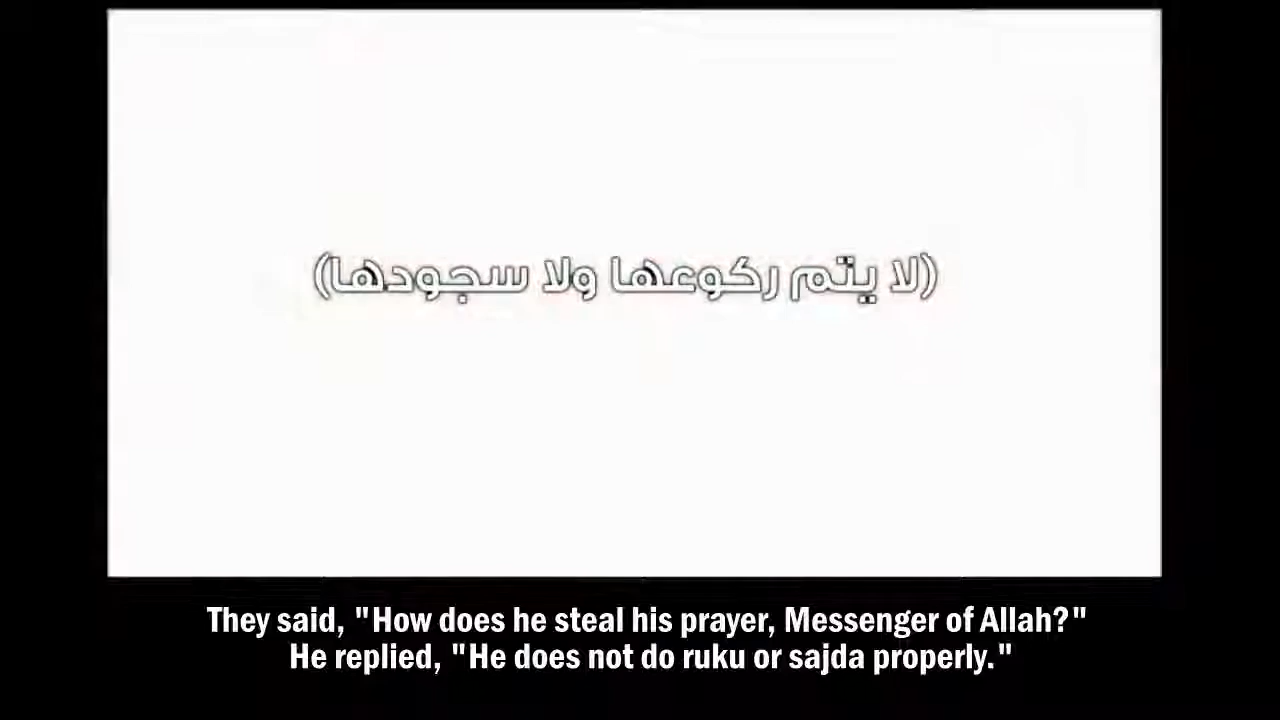 (لا يتم ركوعها ولا سجودها)
They said, "How does he steal his prayer, Messenger of Allah?"
He replied, "He does not do ruku or sajda properly."